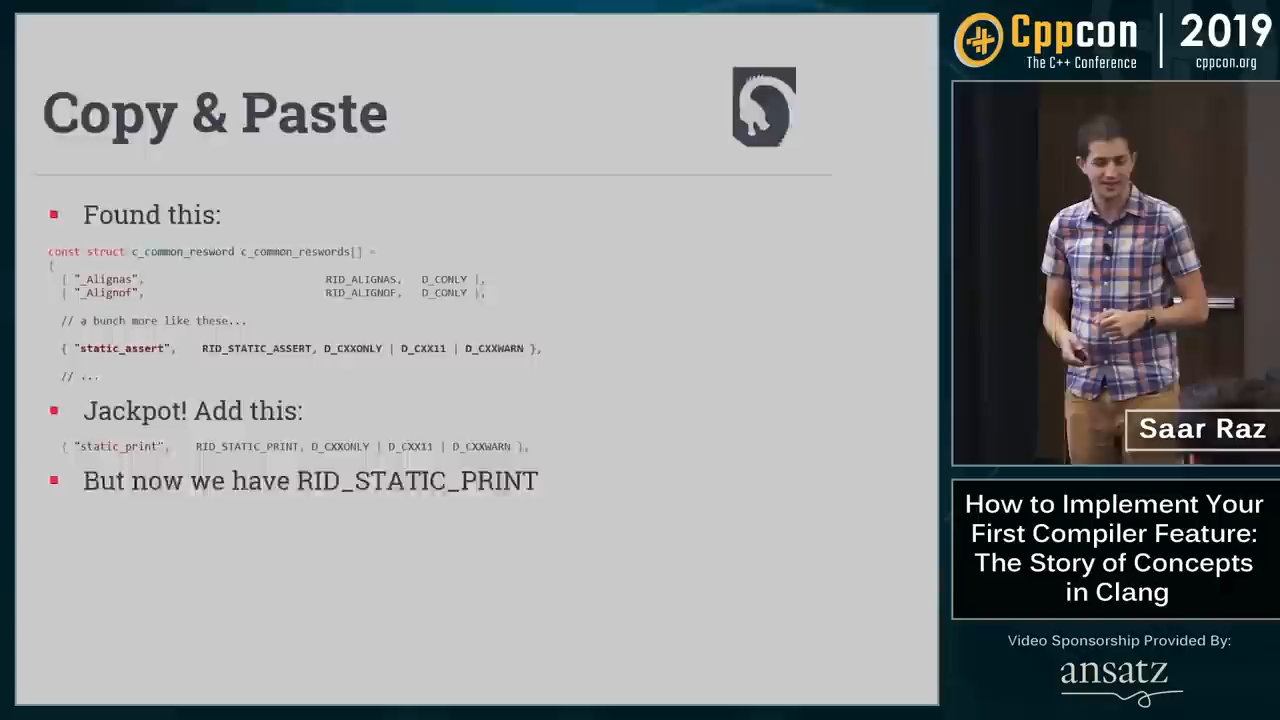 Copy & Paste
Found this:
const struct c_common_resword c_common_reswords[] =
{
{ "_Alignas", RID_ALIGNAS, D_CONLY },
{ "_Alignof", RID_ALIGNOF, D_CONLY },
// a bunch more like these...
{ "static_assert", RID_STATIC_ASSERT, D_CXXONLY | D_CXX11 | D_CXXWARN },
// ...
Jackpot! Add this:
{ "static_print", RID_STATIC_PRINT, D_CXXONLY | D_CXX11 | D_CXXWARN },
But now we have RID_STATIC_PRINT
Cppcon | 2019
The C++ Conference cppcon.org
Saar Raz
How to Implement Your
First Compiler Feature:
The Story of Concepts
in Clang
Video Sponsorship Provided By:
ansatz